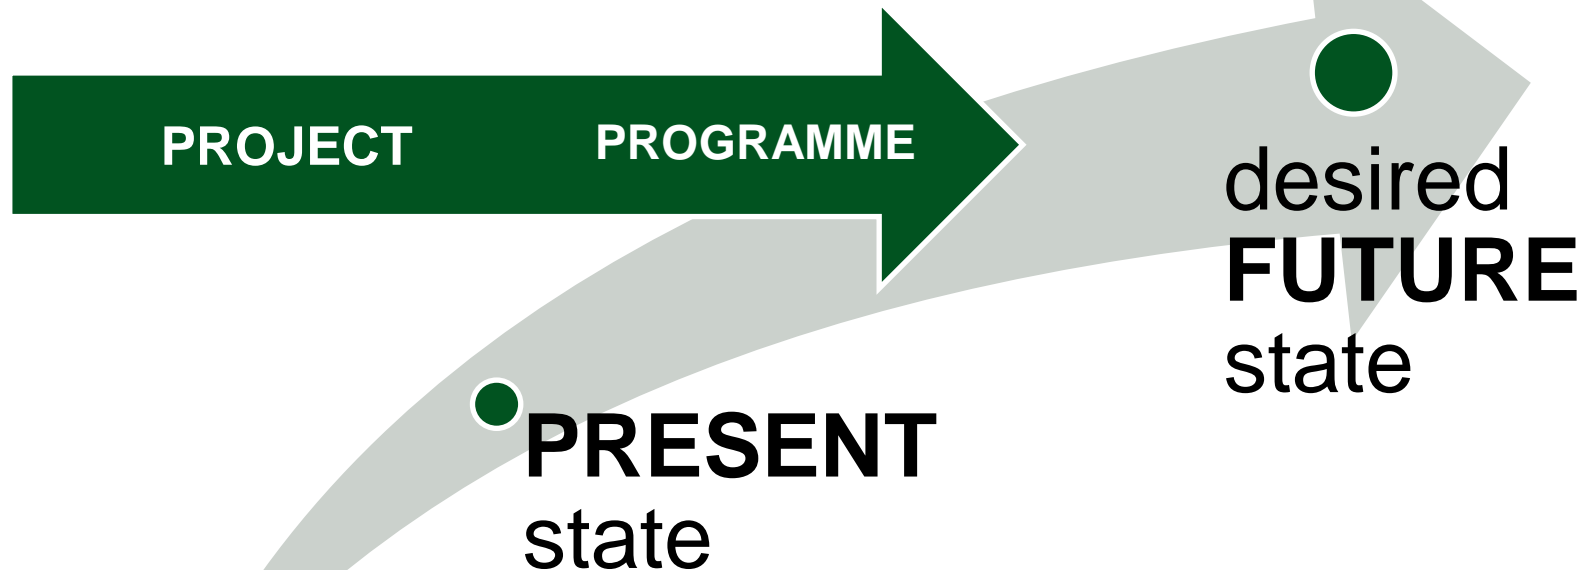 PROJECT PROGRAMME
desired
FUTURE
state
PRESENT
state